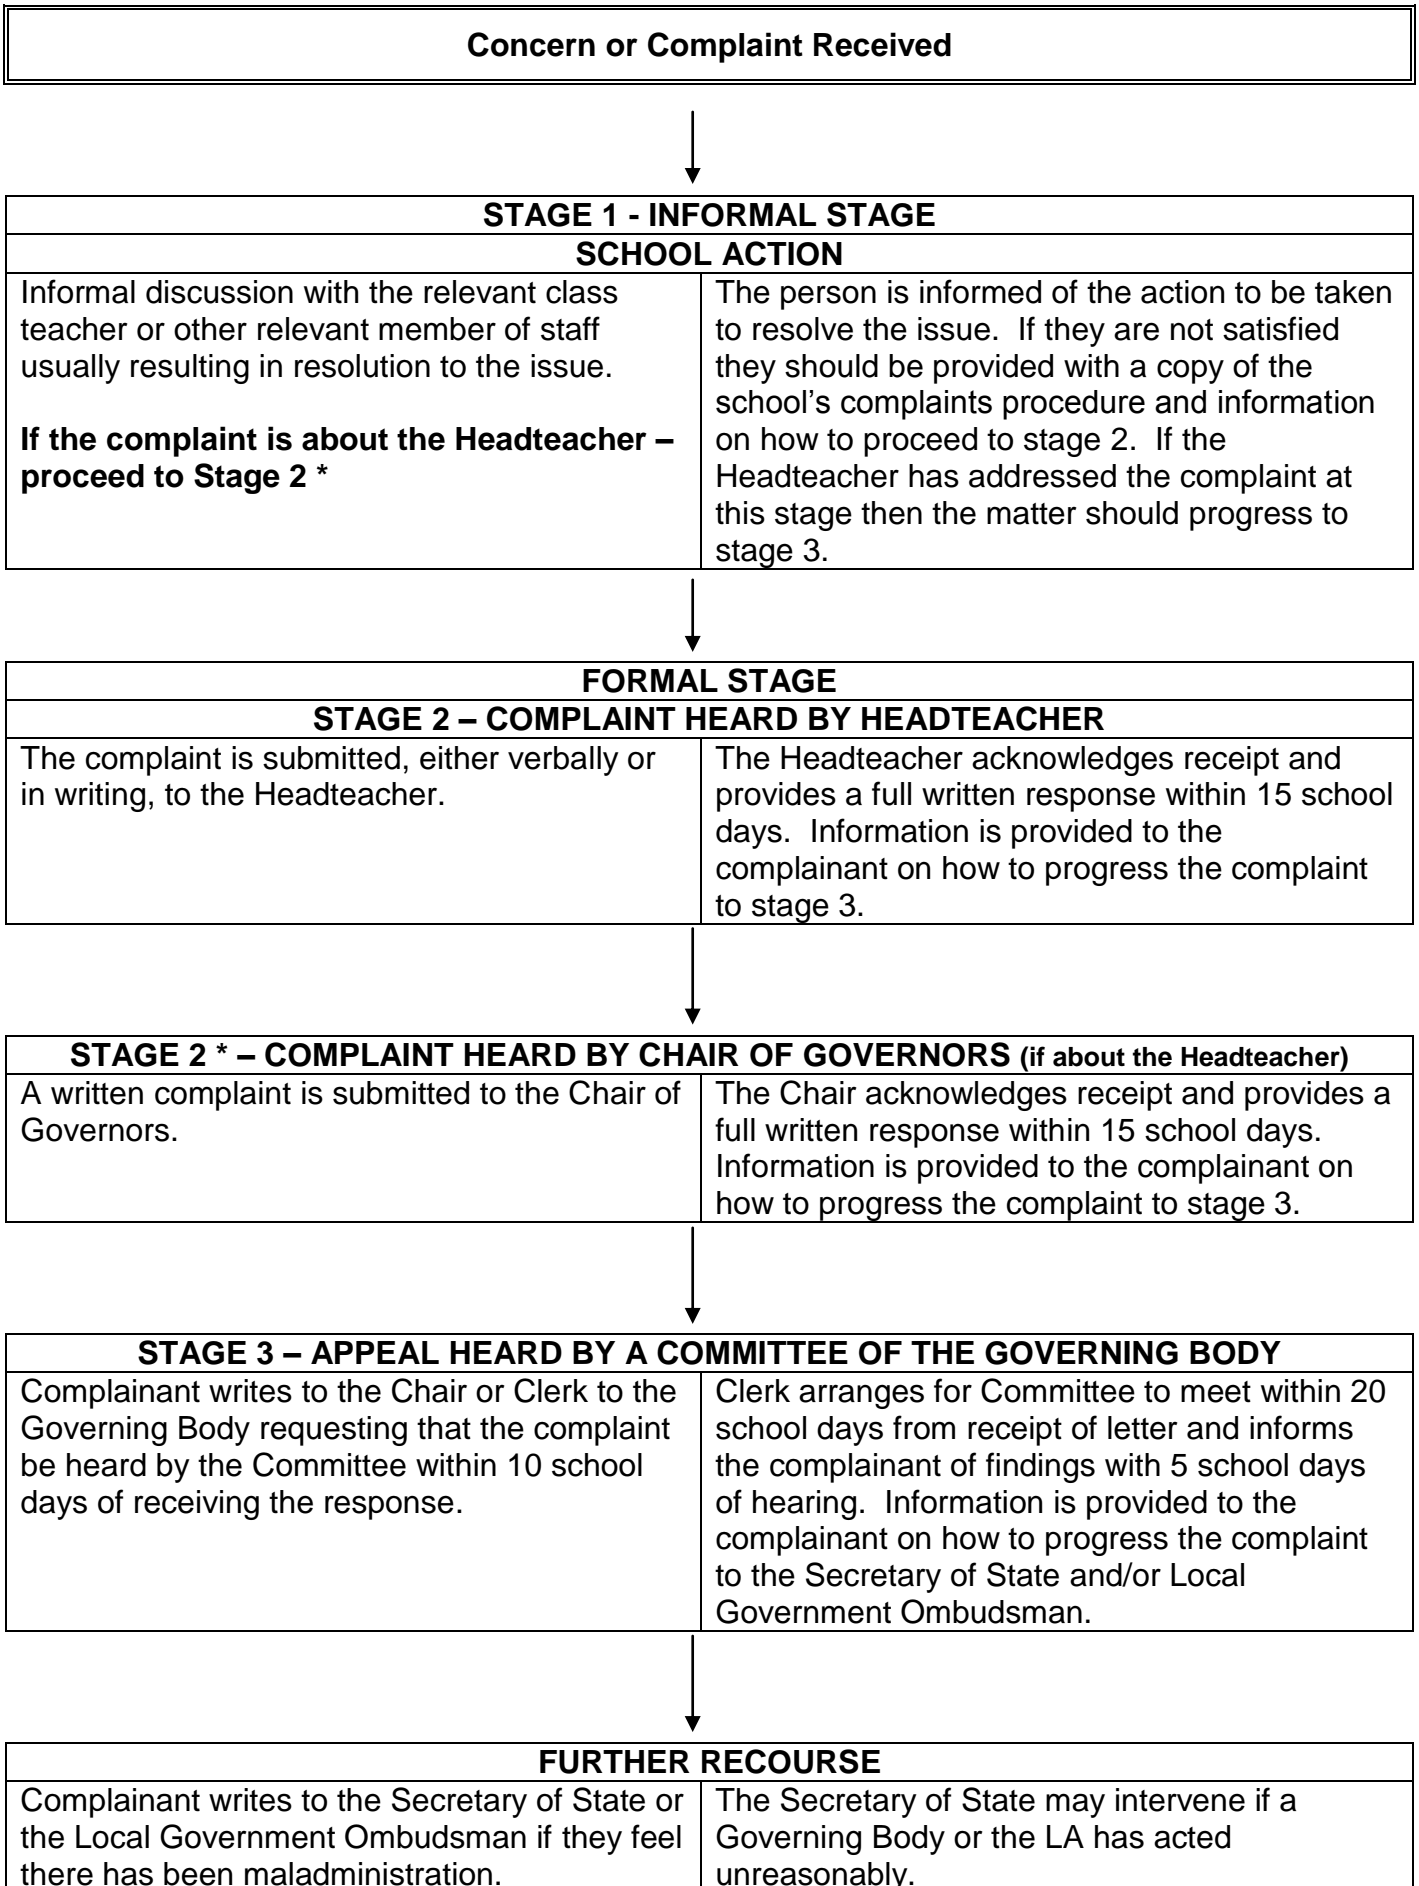 Concern or Complaint Received
STAGE 1 - INFORMAL STAGE
SCHOOL ACTION
Informal discussion with the relevant class
teacher or other relevant member of staff
usually resulting in resolution to the issue.
If the complaint is about the Headteacher –
proceed to Stage 2 *
The person is informed of the action to be taken
to resolve the issue.  If they are not satisfied
they should be provided with a copy of the
school’s complaints procedure and information
on how to proceed to stage 2.  If the
Headteacher has addressed the complaint at
this stage then the matter should progress to
stage 3.
FORMAL STAGE
STAGE 2 – COMPLAINT HEARD BY HEADTEACHER
The complaint is submitted, either verbally or
in writing, to the Headteacher.
The Headteacher acknowledges receipt and
provides a full written response within 15 school
days.  Information is provided to the
complainant on how to progress the complaint
to stage 3.
STAGE 2 * – COMPLAINT HEARD BY CHAIR OF GOVERNORS (if about the Headteacher)
A written complaint is submitted to the Chair of
Governors.
The Chair acknowledges receipt and provides a
full written response within 15 school days.
Information is provided to the complainant on
how to progress the complaint to stage 3.
STAGE 3 – APPEAL HEARD BY A COMMITTEE OF THE GOVERNING BODY
Complainant writes to the Chair or Clerk to the
Governing Body requesting that the complaint
be heard by the Committee within 10 school
days of receiving the response.
Clerk arranges for Committee to meet within 20
school days from receipt of letter and informs
the complainant of findings with 5 school days
of hearing.  Information is provided to the
complainant on how to progress the complaint
to the Secretary of State and/or Local
Government Ombudsman.
FURTHER RECOURSE
Complainant writes to the Secretary of State or
the Local Government Ombudsman if they feel
there has been maladministration.
The Secretary of State may intervene if a
Governing Body or the LA has acted
unreasonably.